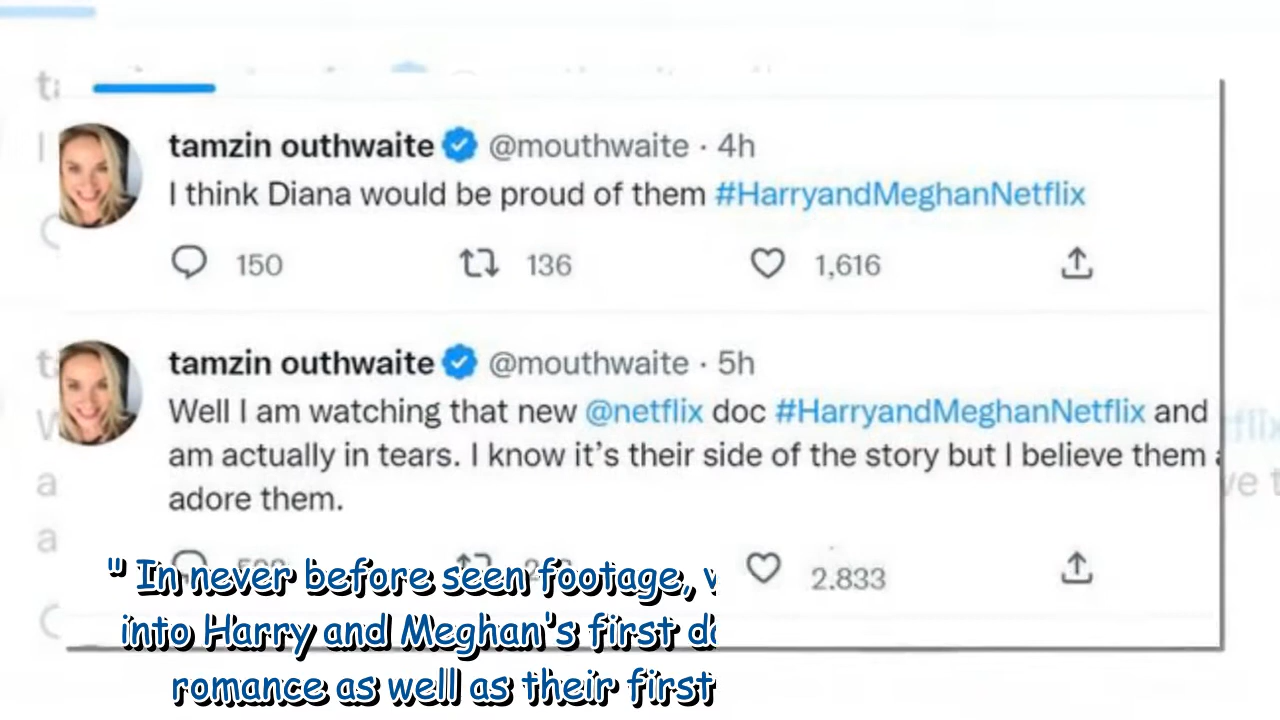 tamzin outhwaite @mouthwaite · 4h
I think Diana would be proud of them #HarryandMeghanNetflix
150 136 1,616
tamzin outhwaite @mouthwaite · 5h
Well I am watching that new @netflix doc #HarryandMeghanNetflix and
am actually in tears. I know it's their side of the story but I believe them
adore them.
2.833
" In never before seen footage,
into Harry and Meghan's first
romance as well as their first